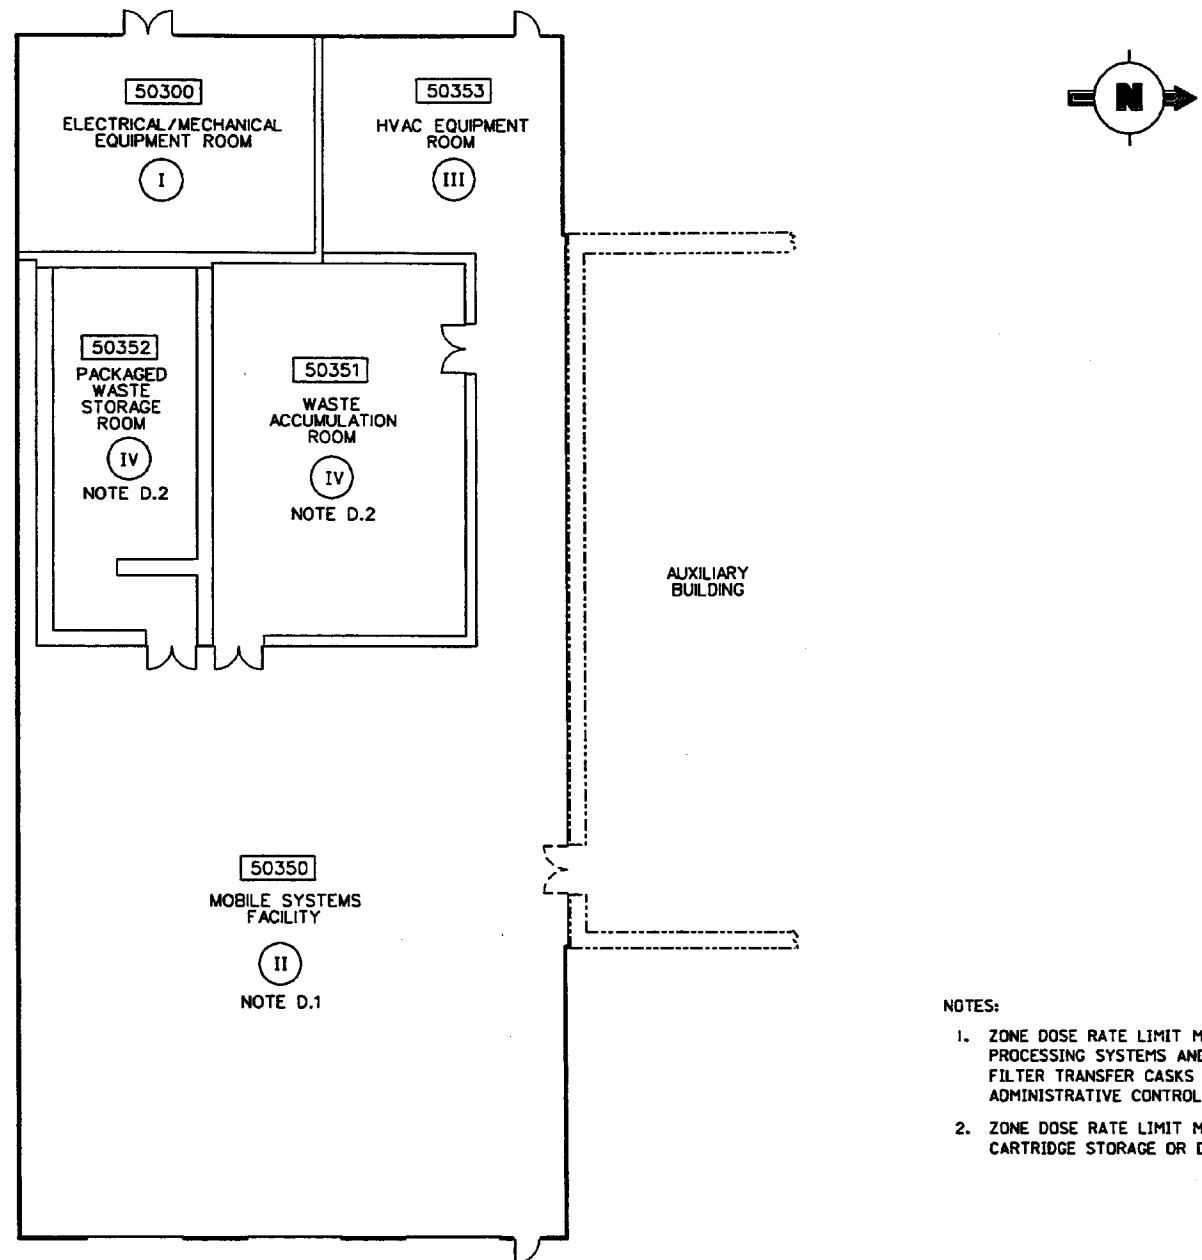 50300
ELECTRICAL/MECHANICAL
EQUIPMENT ROOM
I
50353
HVAC EQUIPMENT
ROOM
III
N
50352
PACKAGED
WASTE
STORAGE
ROOM
IV
NOTE D.2
50351
WASTE
ACCUMULATION
ROOM
IV
NOTE D.2
AUXILIARY
BUILDING
50350
MOBILE SYSTEMS
FACILITY
II
NOTE D.1
NOTES:
1. ZONE DOSE RATE LIMIT M
PROCESSING SYSTEMS AND
FILTER TRANSFER CASKS
ADMINISTRATIVE CONTROL
2. ZONE DOSE RATE LIMIT M
CARTRIDGE STORAGE OR D